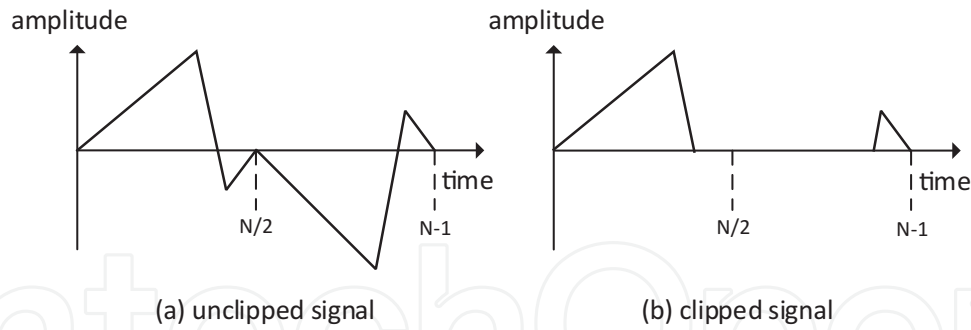 amplitude
time
N/2
N-1
(a) unclipped signal
amplitude
time
N/2
N-1
(b) clipped signal